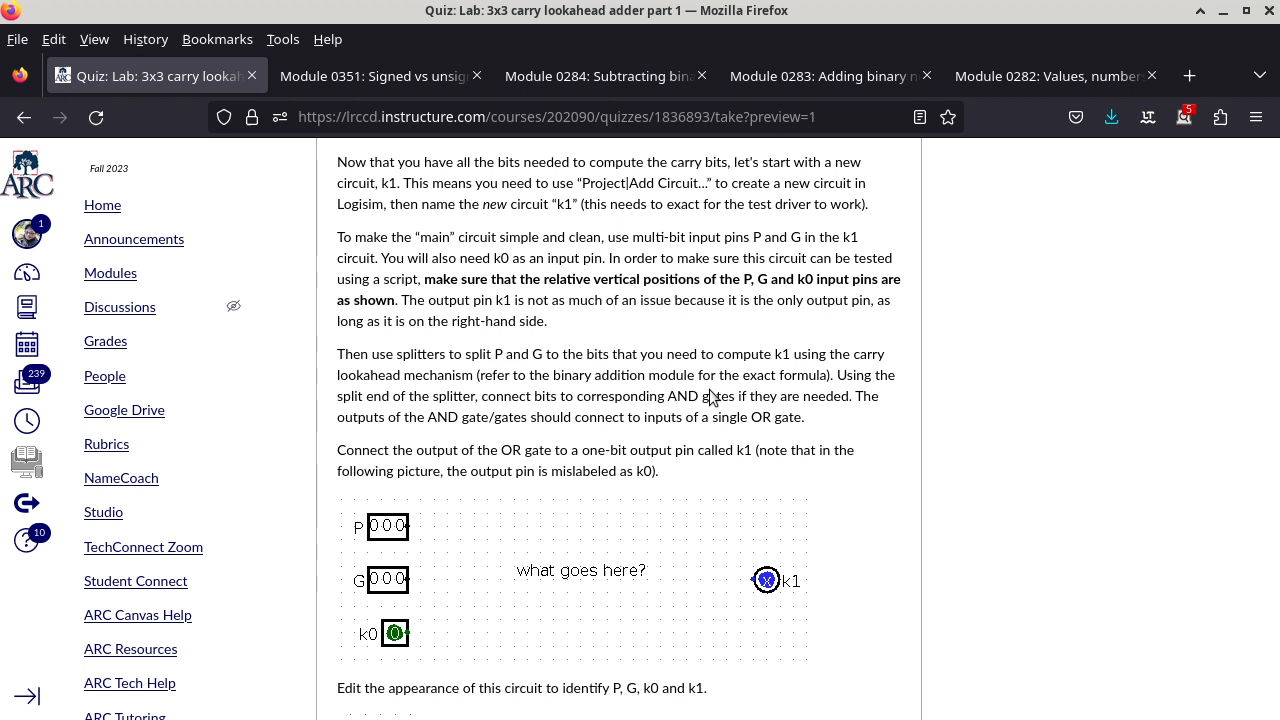 Quiz: Lab: 3x3 carry lookahead adder part 1 — Mozilla Firefox
File Edit View History Bookmarks Tools Help
Quiz: Lab: 3x3 carry lookah Module 0351: Signed vs unsig Module 0284: Subtracting bina Module 0283: Adding binary n Module 0282: Values, number
https://lrccd.instructure.com/courses/202090/quizzes/1836893/take?preview=1
5
ARC
Fall 2023
Home
1
Announcements
Modules
Discussions
Grades
239
People
Google Drive
Rubrics
NameCoach
Studio
10
TechConnect Zoom
Student Connect
ARC Canvas Help
ARC Resources
ARC Tech Help
ARC Tutoring
Now that you have all the bits needed to compute the carry bits, let's start with a new
circuit, k1. This means you need to use “Project|Add Circuit...” to create a new circuit in
Logisim, then name the new circuit “k1” (this needs to exact for the test driver to work).
To make the “main” circuit simple and clean, use multi-bit input pins P and G in the k1
circuit. You will also need k0 as an input pin. In order to make sure this circuit can be tested
using a script, make sure that the relative vertical positions of the P, G and k0 input pins are
as shown. The output pin k1 is not as much of an issue because it is the only output pin, as
long as it is on the right-hand side.
Then use splitters to split P and G to the bits that you need to compute k1 using the carry
lookahead mechanism (refer to the binary addition module for the exact formula). Using the
split end of the splitter, connect bits to corresponding AND gates if they are needed. The
outputs of the AND gate/gates should connect to inputs of a single OR gate.
Connect the output of the OR gate to a one-bit output pin called k1 (note that in the
following picture, the output pin is mislabeled as k0).
P 000
what goes here?
G 000
x k1
k0 0
Edit the appearance of this circuit to identify P, G, k0 and k1.